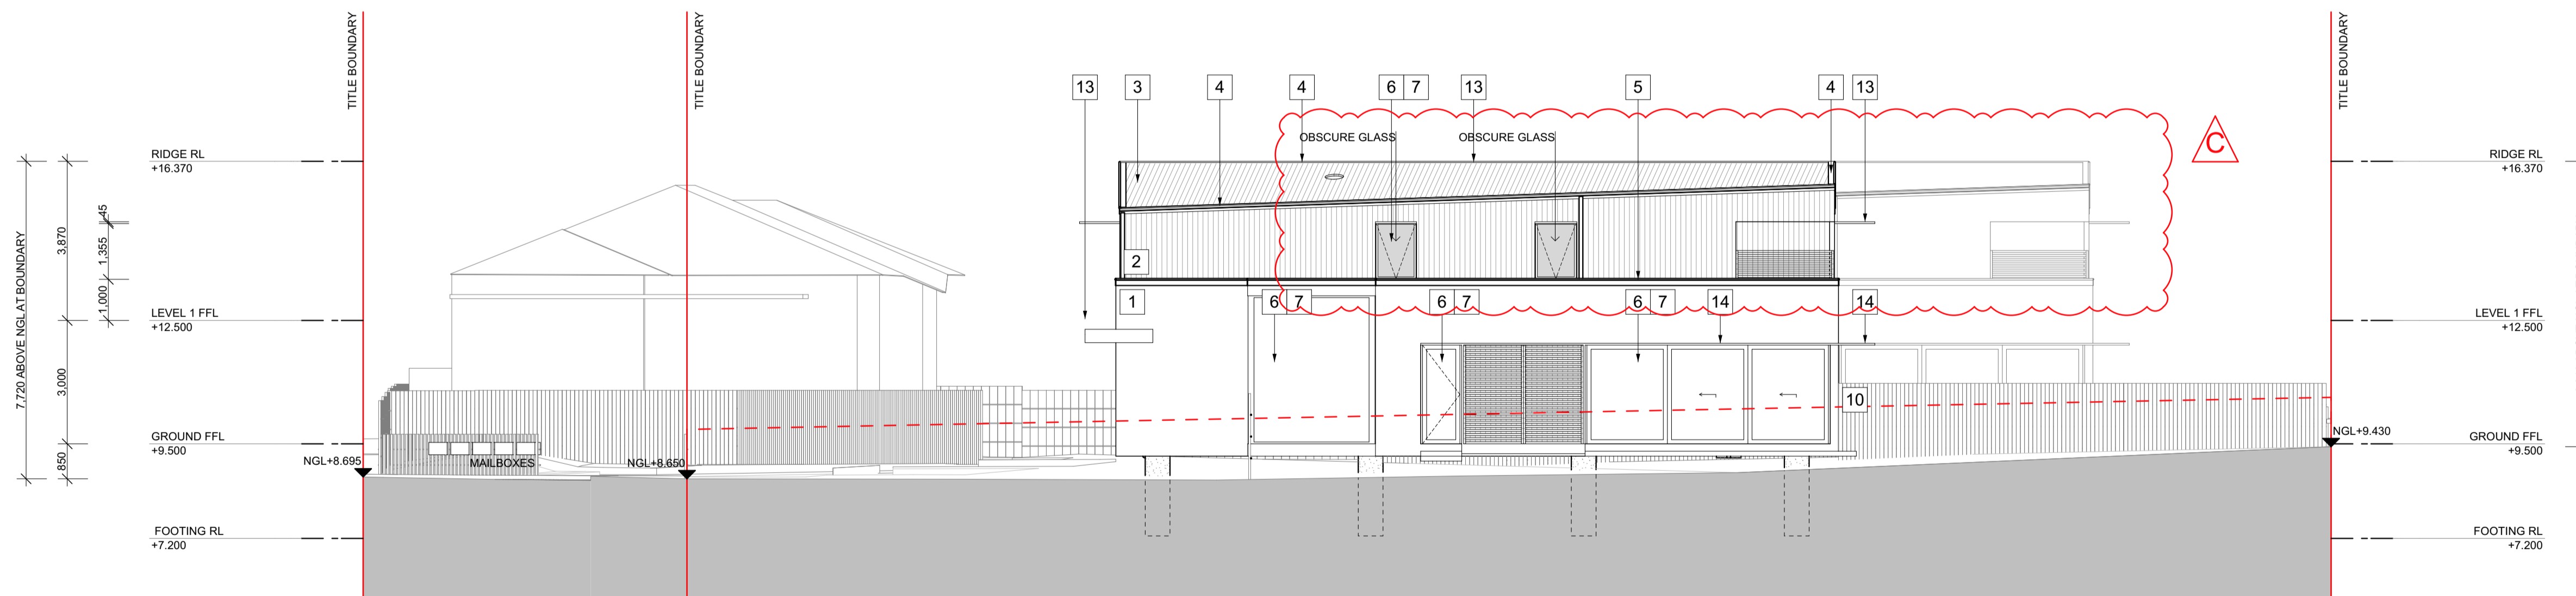 TITLE BOUNDARY
TITLE BOUNDARY
TITLE BOUNDARY
13
3
4
4
6 7
13
5
4
13
C
OBSCURE GLASS
OBSCURE GLASS
RIDGE RL
+16.370
RIDGE RL
+16.370
7,720 ABOVE NGL AT BOUNDARY
3,870
3,000
850
45
1,355
1,000
2
1
6 7
6 7
6 7
14
14
LEVEL 1 FFL
+12.500
LEVEL 1 FFL
+12.500
10
GROUND FFL
+9.500
GROUND FFL
+9.500
NGL+8.695
MAILBOXES
NGL+8.650
NGL+9.430
FOOTING RL
+7.200
FOOTING RL
+7.200